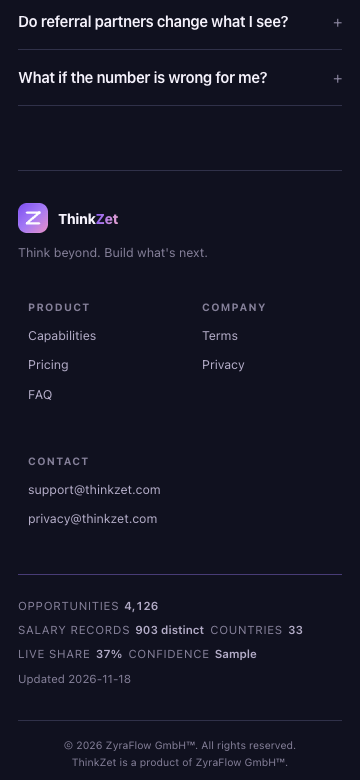 Do referral partners change what I see? +
What if the number is wrong for me? +
Z ThinkZet
Think beyond. Build what's next.
PRODUCT COMPANY
Capabilities Terms
Pricing Privacy
FAQ
CONTACT
support@thinkzet.com
privacy@thinkzet.com
OPPORTUNITIES 4,126
SALARY RECORDS 903 distinct COUNTRIES 33
LIVE SHARE 37% CONFIDENCE Sample
Updated 2026-11-18
© 2026 ZyraFlow GmbH™. All rights reserved.
ThinkZet is a product of ZyraFlow GmbH™.